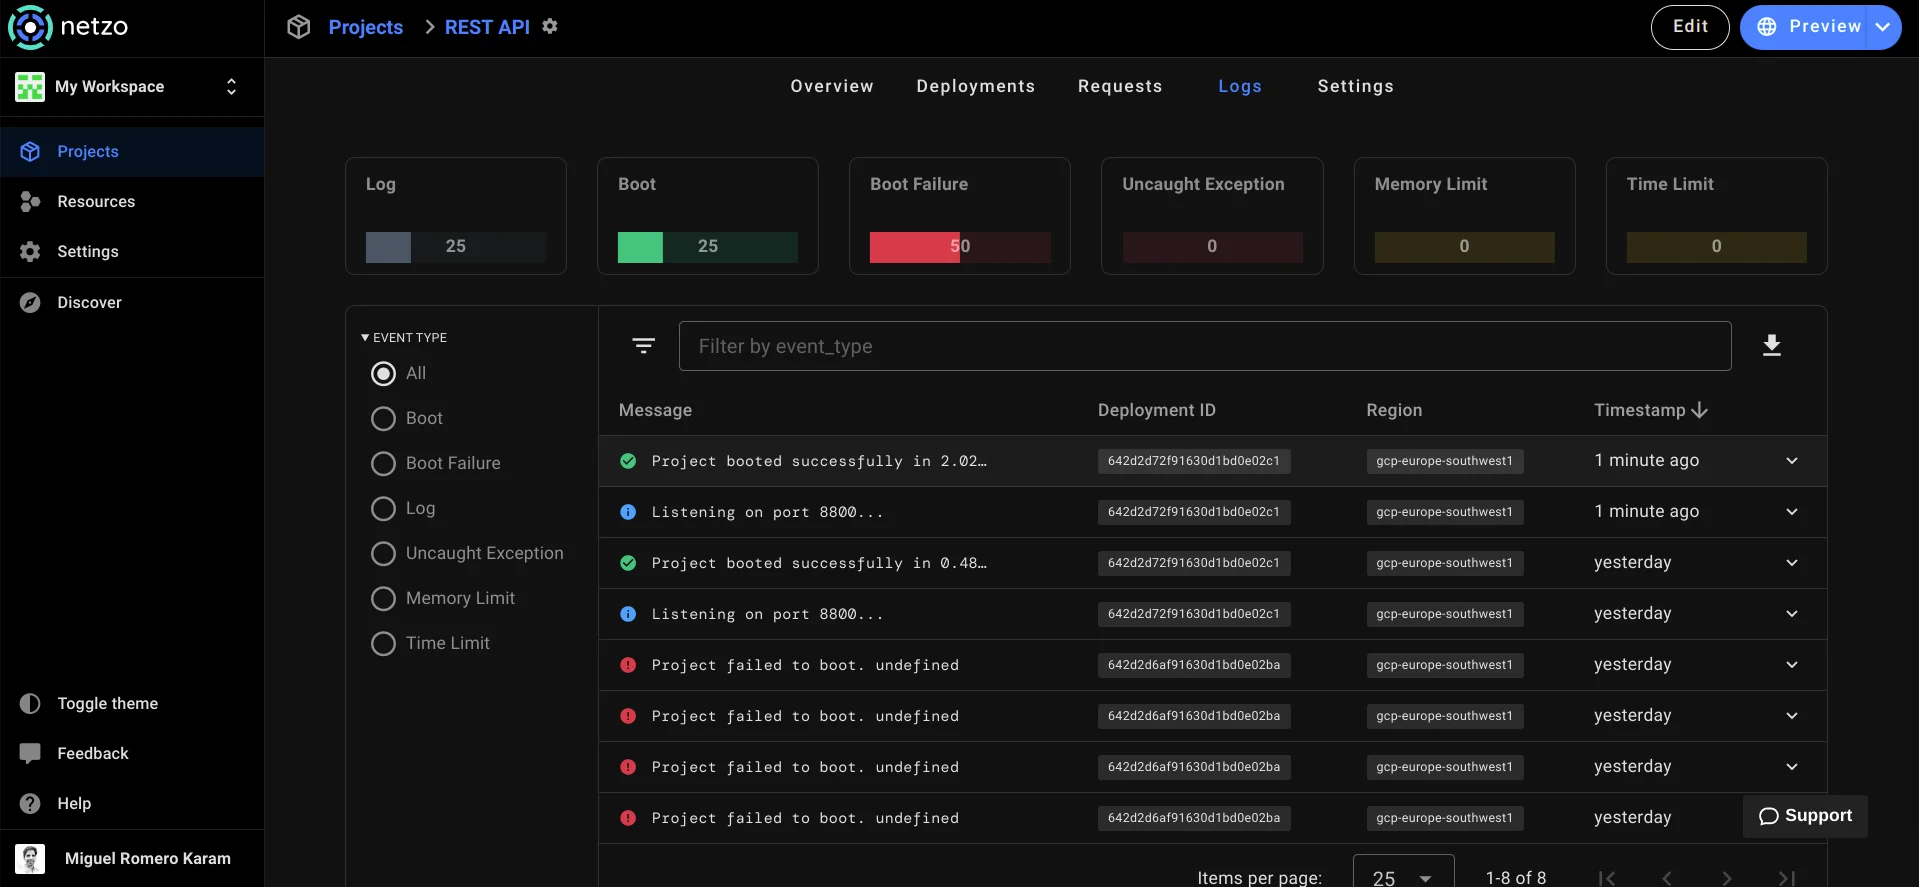 netzo
Projects
REST API
Edit
Preview
My Workspace
Projects
Resources
Settings
Discover
Toggle theme
Feedback
Help
Miguel Romero Karam
Overview
Deployments
Requests
Logs
Settings
Log
25
Boot
25
Boot Failure
50
Uncaught Exception
0
Memory Limit
0
Time Limit
0
EVENT TYPE
All
Boot
Boot Failure
Log
Uncaught Exception
Memory Limit
Time Limit
Filter by event_type
Message Deployment ID Region Timestamp
Project booted successfully in 2.02… 642d2d72f91630d1bd0e02c1 gcp-europe-southwest1 1 minute ago
Listening on port 8800... 642d2d72f91630d1bd0e02c1 gcp-europe-southwest1 1 minute ago
Project booted successfully in 0.48… 642d2d72f91630d1bd0e02c1 gcp-europe-southwest1 yesterday
Listening on port 8800... 642d2d72f91630d1bd0e02c1 gcp-europe-southwest1 yesterday
Project failed to boot. undefined 642d2d6af91630d1bd0e02ba gcp-europe-southwest1 yesterday
Project failed to boot. undefined 642d2d6af91630d1bd0e02ba gcp-europe-southwest1 yesterday
Project failed to boot. undefined 642d2d6af91630d1bd0e02ba gcp-europe-southwest1 yesterday
Project failed to boot. undefined 642d2d6af91630d1bd0e02ba gcp-europe-southwest1 yesterday
Support
Items per page: 25 1-8 of 8